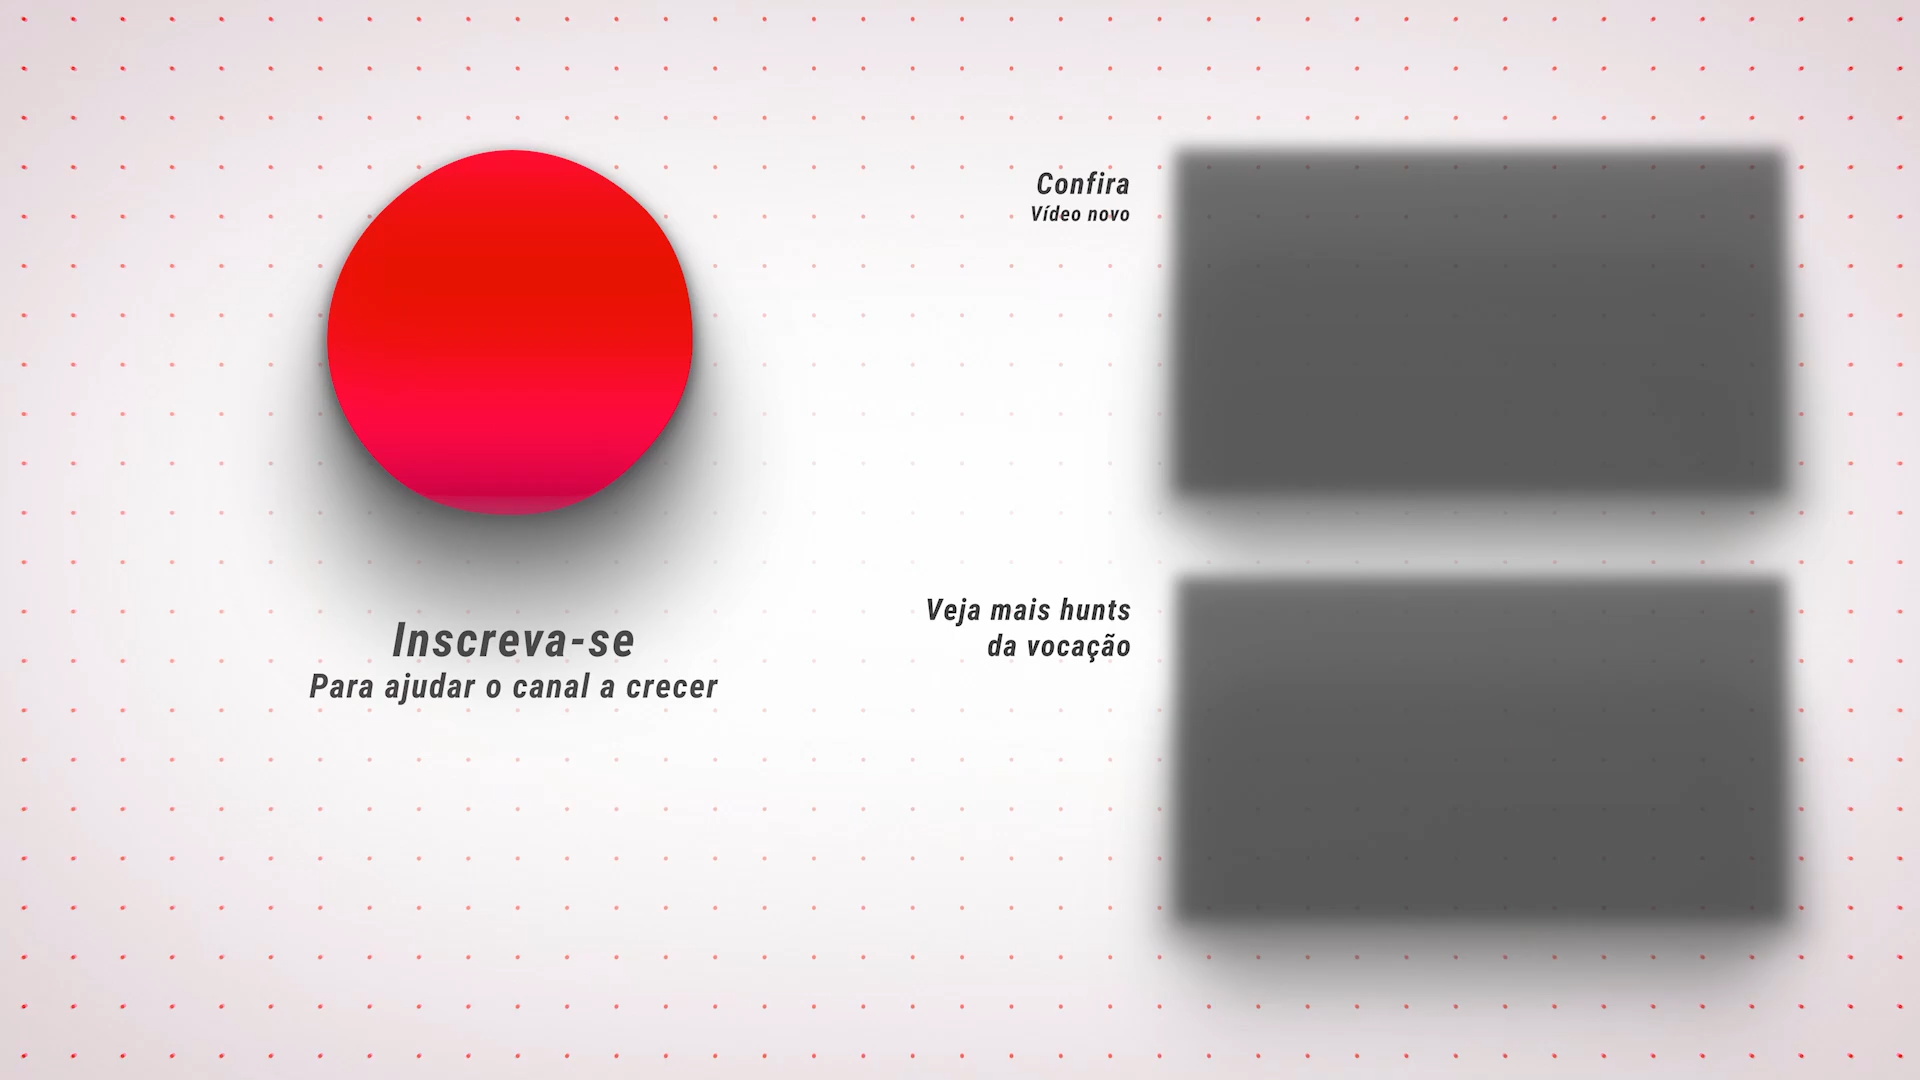 Confira
Vídeo novo
Inscreva-se
Para ajudar o canal a crecer
Veja mais hunts
da vocação